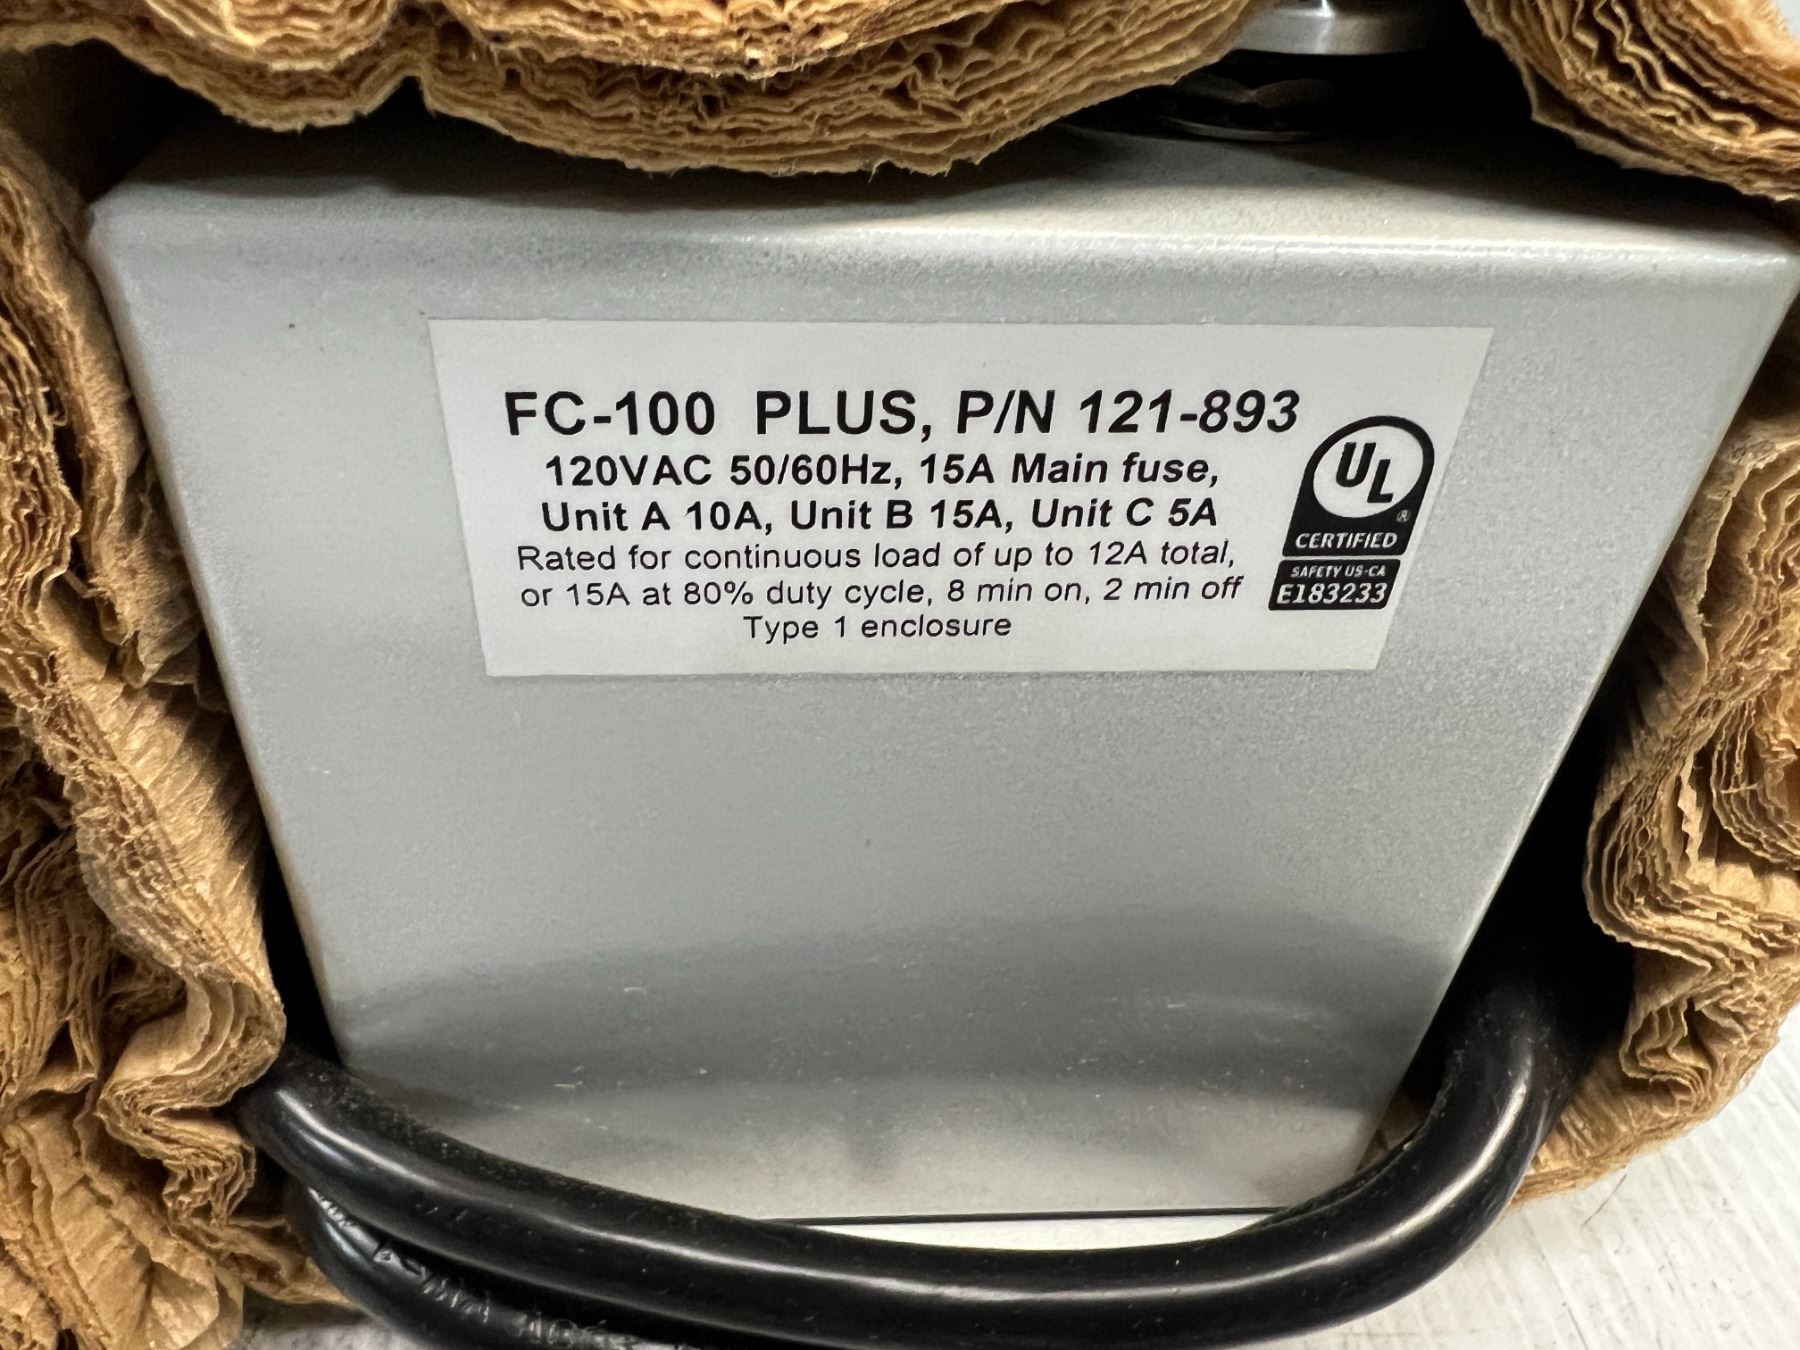 FC-100 PLUS, P/N 121-893
120VAC 50/60Hz, 15A Main fuse,
Unit A 10A, Unit B 15A, Unit C 5A
Rated for continuous load of up to 12A total,
or 15A at 80% duty cycle, 8 min on, 2 min off
Type 1 enclosure
UL
®
CERTIFIED
SAFETY US-CA
E183233